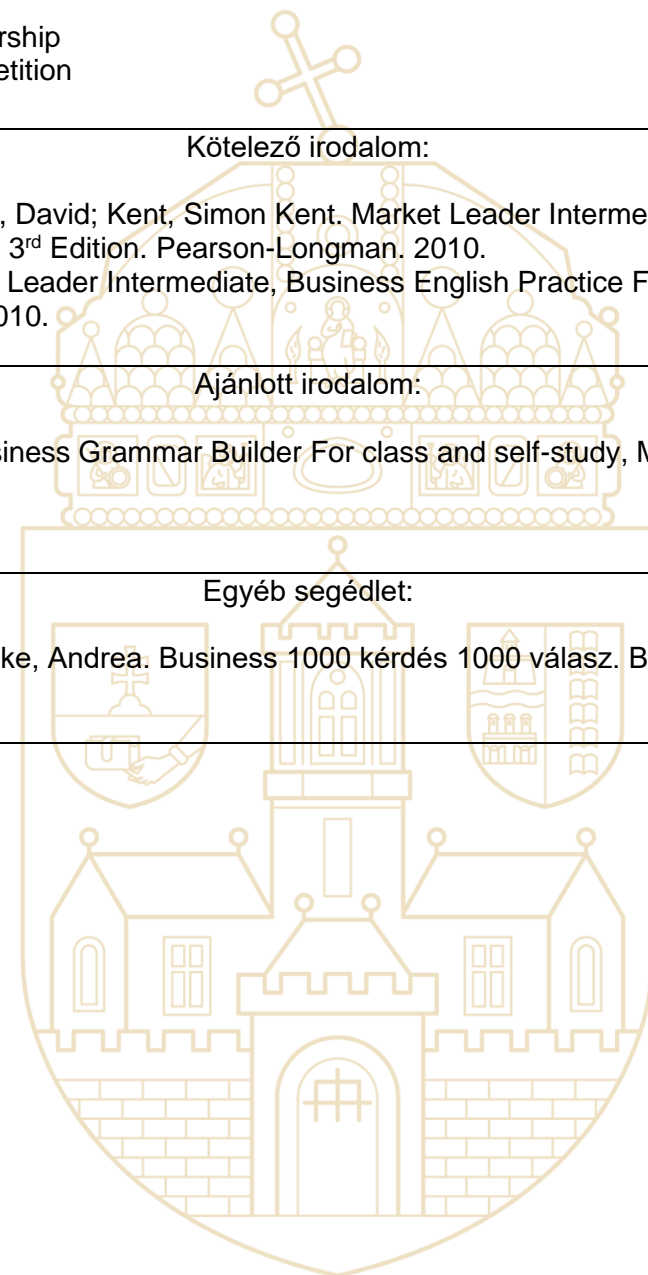 rship
etition
Kötelező irodalom:
, David; Kent, Simon Kent. Market Leader Interme
3rd Edition. Pearson-Longman. 2010.
Leader Intermediate, Business English Practice F
010.
Ajánlott irodalom:
siness Grammar Builder For class and self-study, M
Egyéb segédlet:
ke, Andrea. Business 1000 kérdés 1000 válasz. B